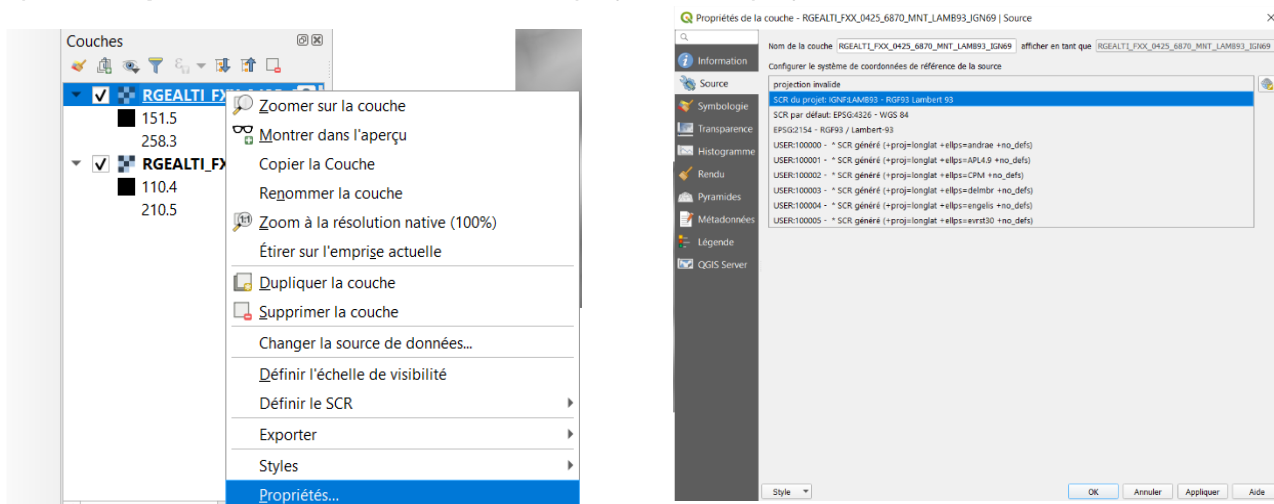 Couches
RGEALTI_FX
151.5
258.3
RGEALTI_FX
110.4
210.5
Zoomer sur la couche
Montrer dans l'aperçu
Copier la Couche
Renommer la couche
Zoom à la résolution native (100%)
Étirer sur l'emprise actuelle
Dupliquer la couche
Supprimer la couche
Changer la source de données...
Définir l'échelle de visibilité
Définir le SCR
Exporter
Styles
Propriétés...
Propriétés de la couche - RGEALTI_FXX_0425_6870_MNT_LAMB93_IGN69 | Source
Information
Source
Symbologie
Transparence
Histogramme
Rendu
Pyramides
Métadonnées
Légende
QGIS Server
Nom de la couche RGEALTI_FXX_0425_6870_MNT_LAMB93_IGN69 afficher en tant que RGEALTI_FXX_0425_6870_MNT_LAMB93_IGN69
Configurer le système de coordonnées de référence de la source
projection invalide
SCR du projet: IGNF:LAMB93 - RGF93 Lambert 93
SCR par défaut: EPSG:4326 - WGS 84
EPSG:2154 - RGF93 / Lambert-93
USER:100000 - * SCR généré (+proj=longlat +ellps=andrae +no_defs)
USER:100001 - * SCR généré (+proj=longlat +ellps=APL4.9 +no_defs)
USER:100002 - * SCR généré (+proj=longlat +ellps=CPM +no_defs)
USER:100003 - * SCR généré (+proj=longlat +ellps=delmbr +no_defs)
USER:100004 - * SCR généré (+proj=longlat +ellps=engelis +no_defs)
USER:100005 - * SCR généré (+proj=longlat +ellps=evrst30 +no_defs)
Style OK Annuler Appliquer Aide